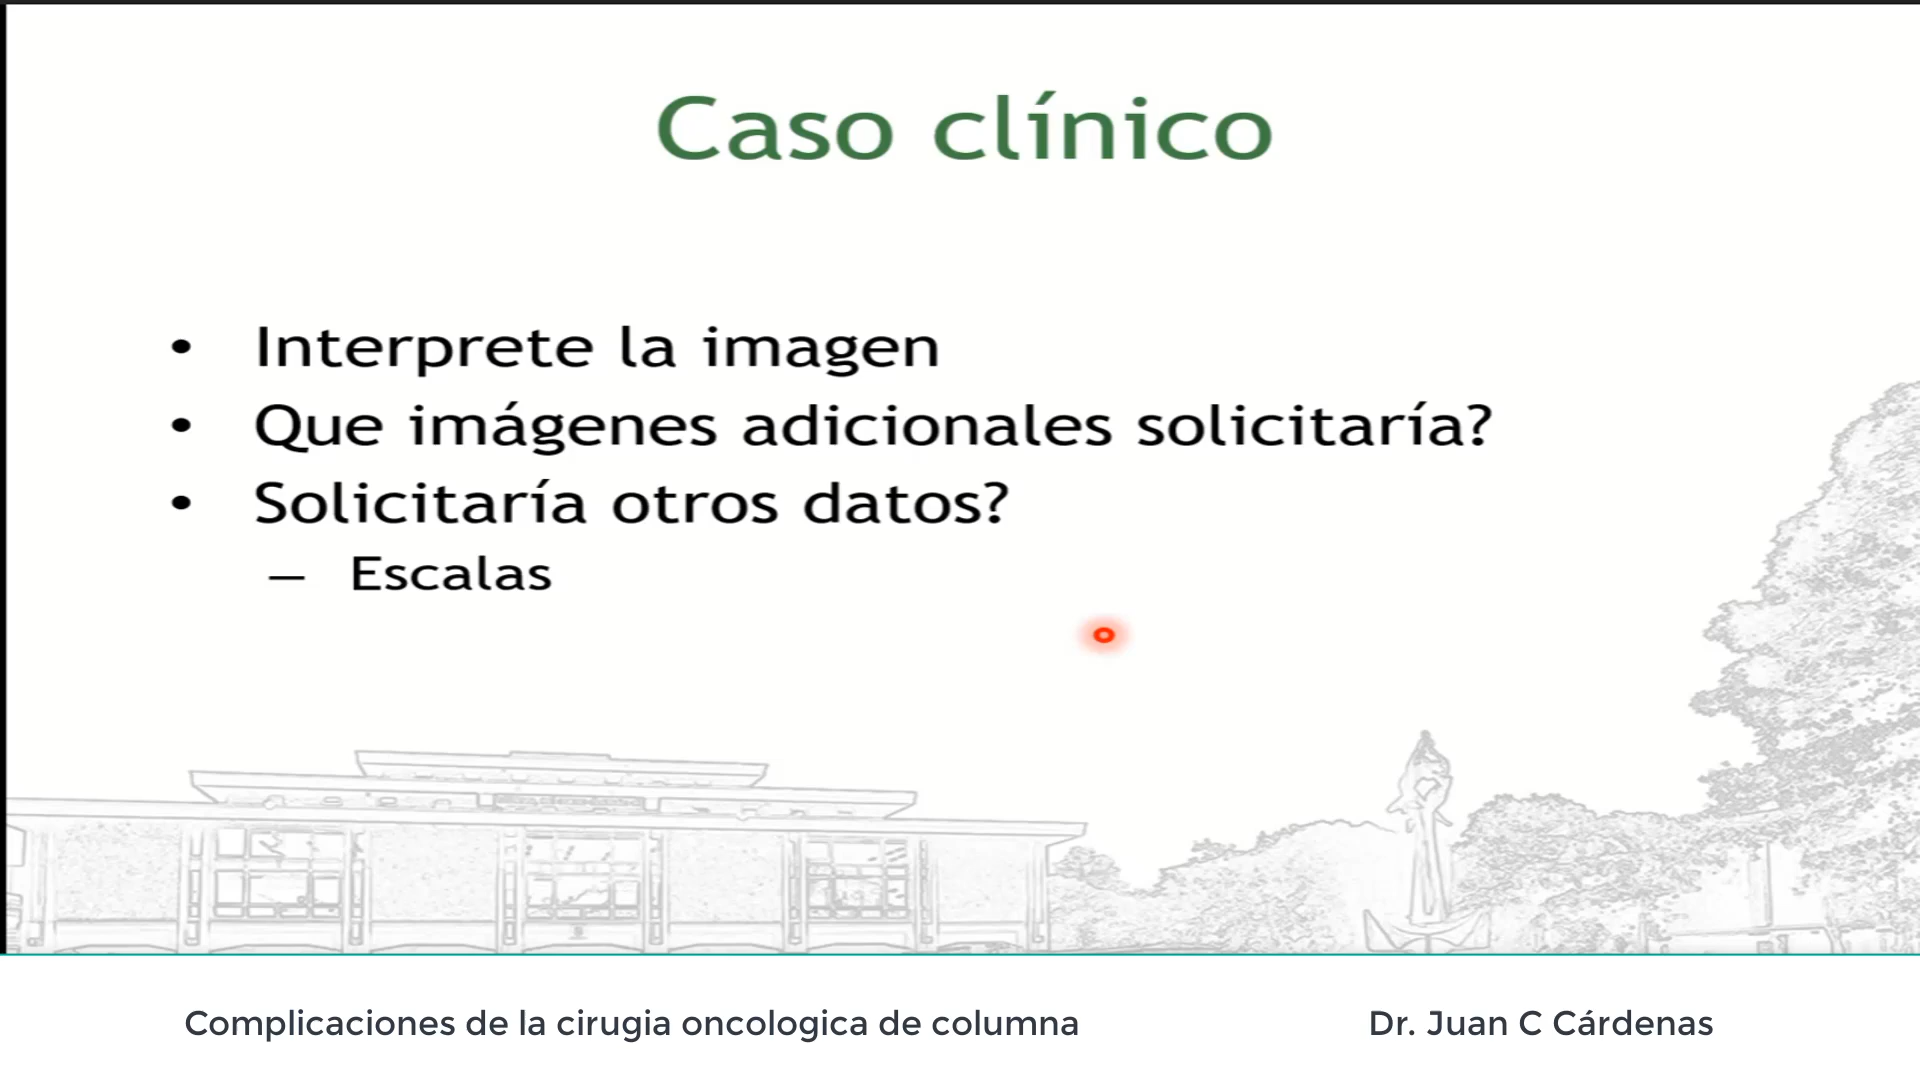 Caso clínico
• Interprete la imagen
• Que imágenes adicionales solicitaría?
• Solicitaría otros datos?
– Escalas
Complicaciones de la cirugia oncologica de columna
Dr. Juan C Cárdenas